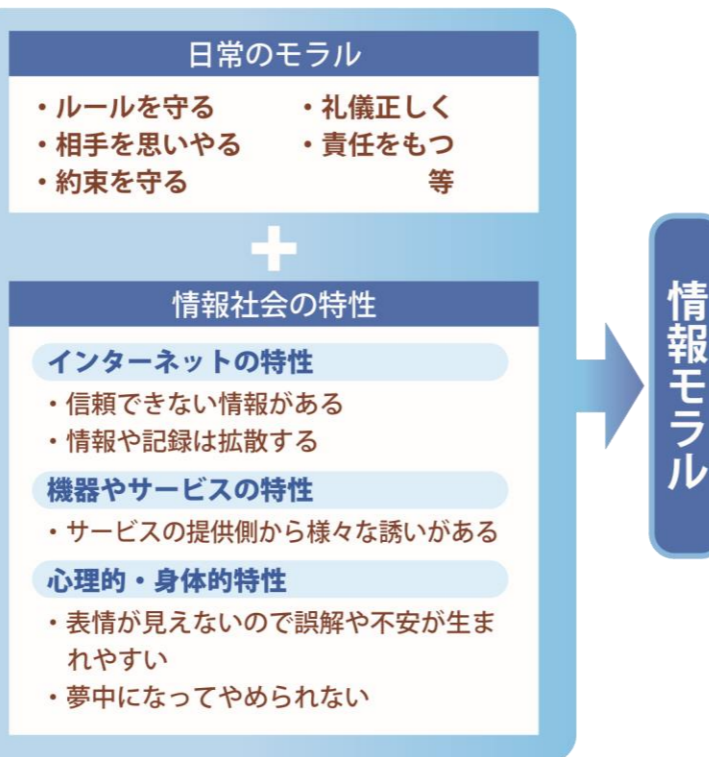 日常のモラル
・ルールを守る
・相手を思いやる
・約束を守る
・礼儀正しく
・責任をもつ
等
+
情報社会の特性
インターネットの特性
・信頼できない情報がある
・情報や記録は拡散する
機器やサービスの特性
・サービスの提供側から様々な誘いがある
心理的・身体的特性
・表情が見えないので誤解や不安が生ま
れやすい
・夢中になってやめられない
情報モラル